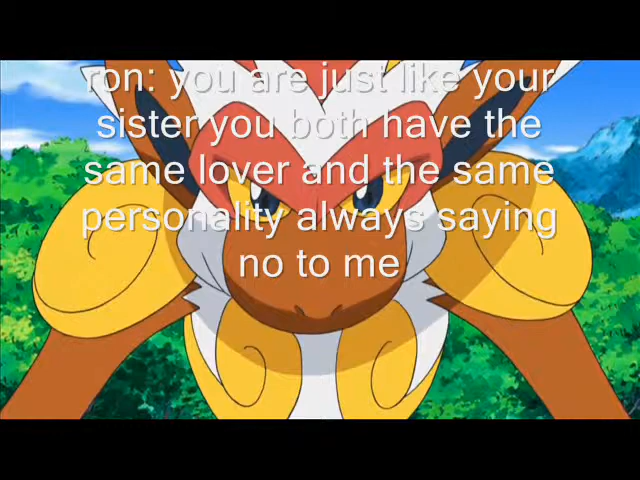 ron: you are just like your
sister you both have the
same lover and the same
personality always saying
no to me